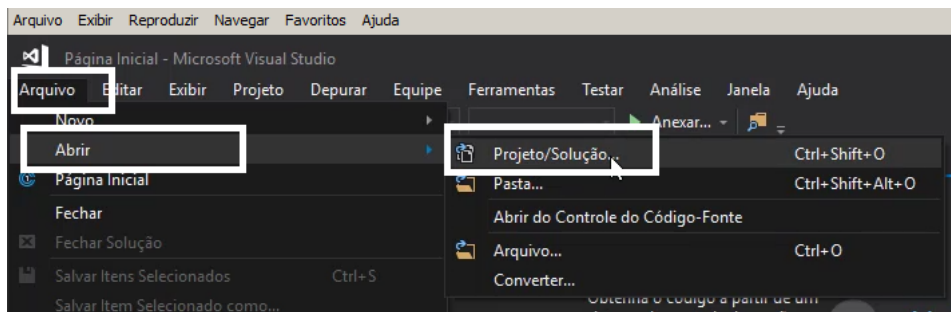 Arquivo Exibir Reproduzir Navegar Favoritos Ajuda
Página Inicial - Microsoft Visual Studio
Arquivo Editar Exibir Projeto Depurar Equipe Ferramentas Testar Análise Janela Ajuda
Novo
Anexar...
Abrir
Projeto/Solução... Ctrl+Shift+O
Página Inicial
Pasta... Ctrl+Shift+Alt+O
Fechar
Abrir do Controle do Código-Fonte
Fechar Solução
Arquivo... Ctrl+O
Salvar Itens Selecionados Ctrl+S
Converter...
Salvar Item Selecionado como...
Obtenha o código a partir de um